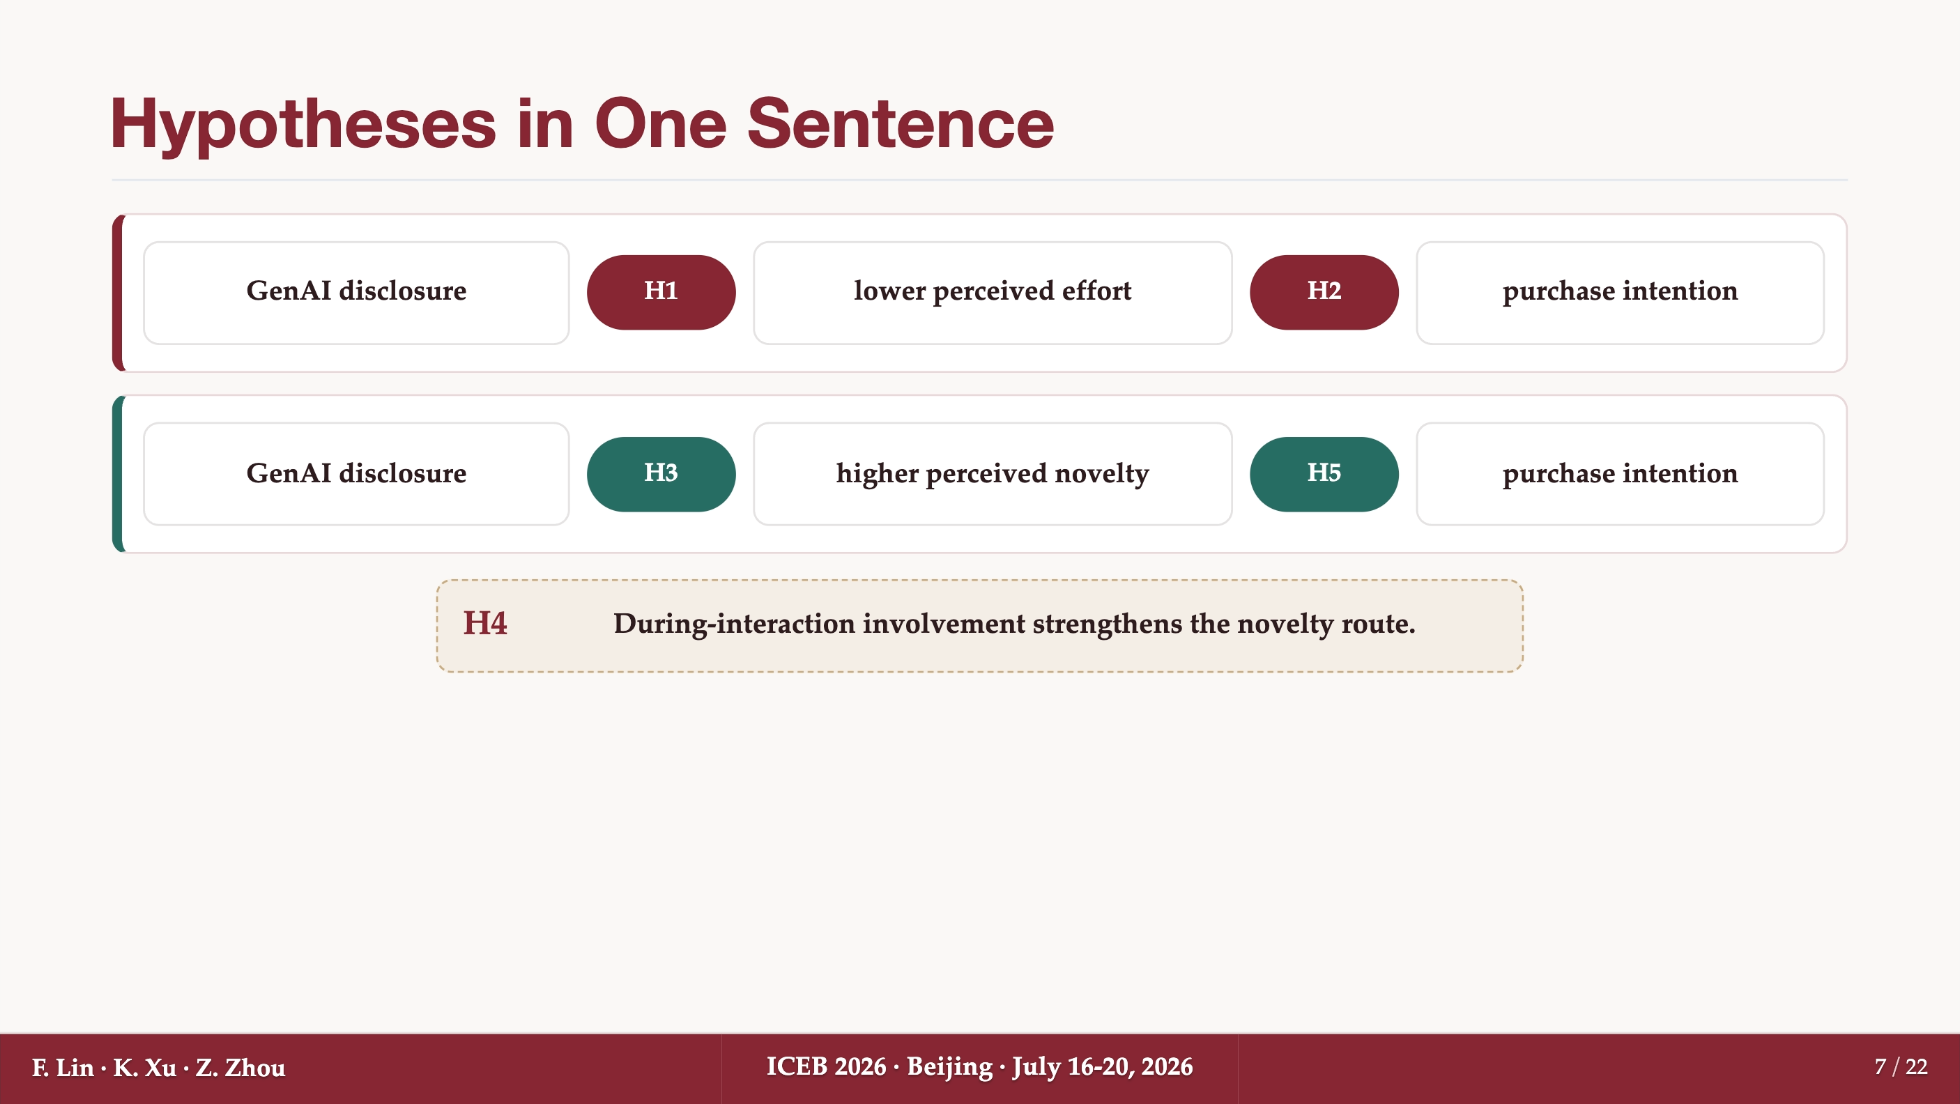 Hypotheses in One Sentence
GenAI disclosure H1 lower perceived effort H2 purchase intention
GenAI disclosure H3 higher perceived novelty H5 purchase intention
H4 During-interaction involvement strengthens the novelty route.
F. Lin · K. Xu · Z. Zhou ICEB 2026 · Beijing · July 16-20, 2026 7 / 22